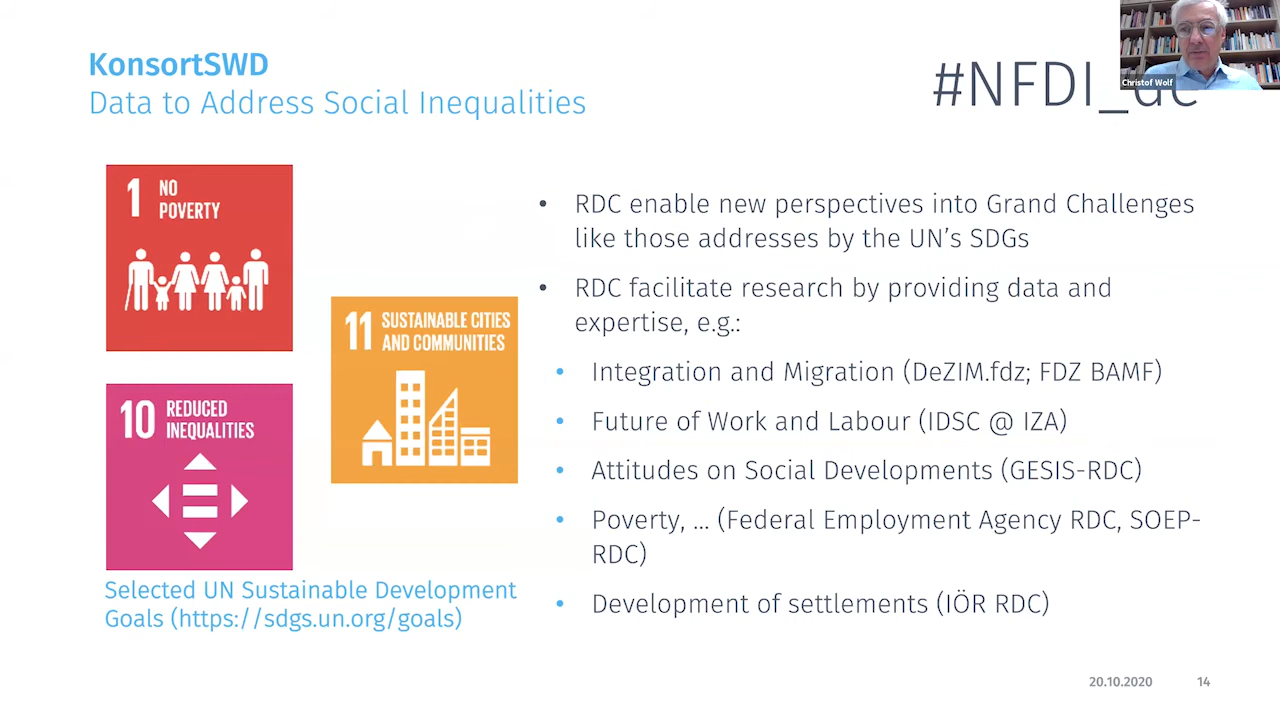 KonsortSWD
Data to Address Social Inequalities
#NFDI_de
Christof Wolf
1 NO
POVERTY
10 REDUCED
INEQUALITIES
11 SUSTAINABLE CITIES
AND COMMUNITIES
Selected UN Sustainable Development
Goals (https://sdgs.un.org/goals)
• RDC enable new perspectives into Grand Challenges
like those addresses by the UN's SDGs
• RDC facilitate research by providing data and
expertise, e.g.:
• Integration and Migration (DeZIM.fdz; FDZ BAMF)
• Future of Work and Labour (IDSC @ IZA)
• Attitudes on Social Developments (GESIS-RDC)
• Poverty, ... (Federal Employment Agency RDC, SOEP-
RDC)
• Development of settlements (IÖR RDC)
20.10.2020
14